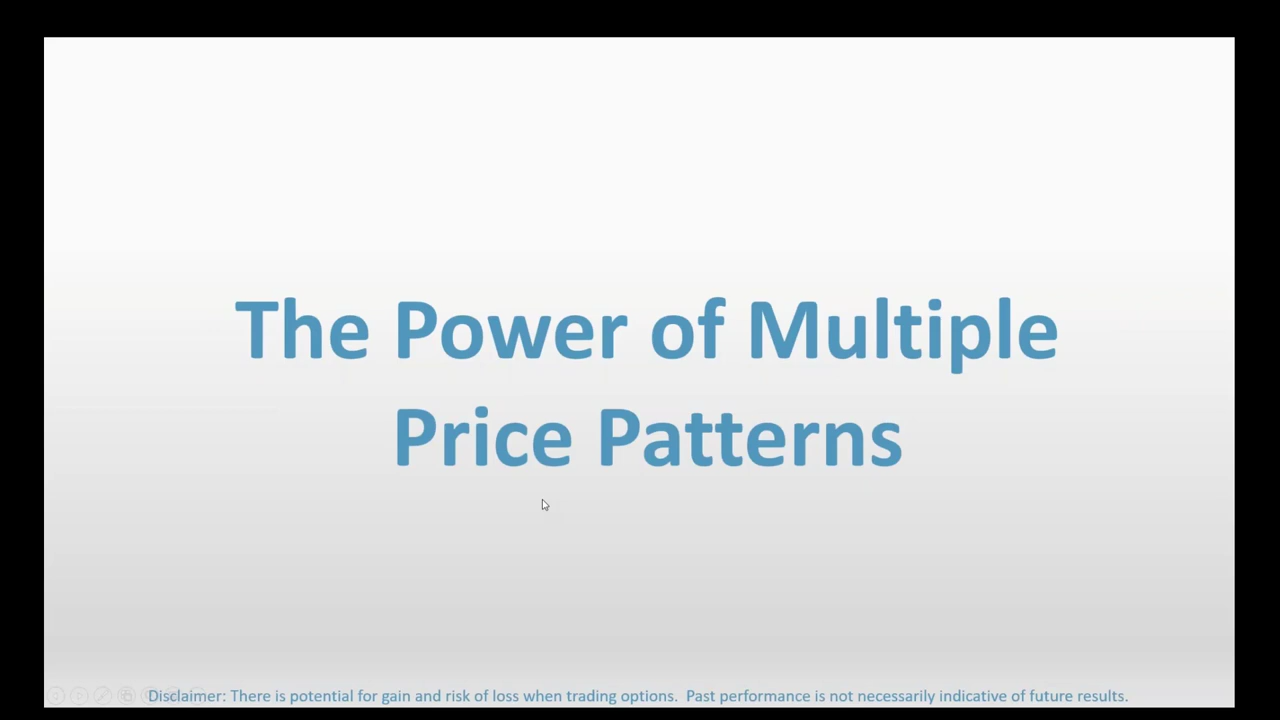 The Power of Multiple
Price Patterns
Disclaimer: There is potential for gain and risk of loss when trading options.  Past performance is not necessarily indicative of future results.